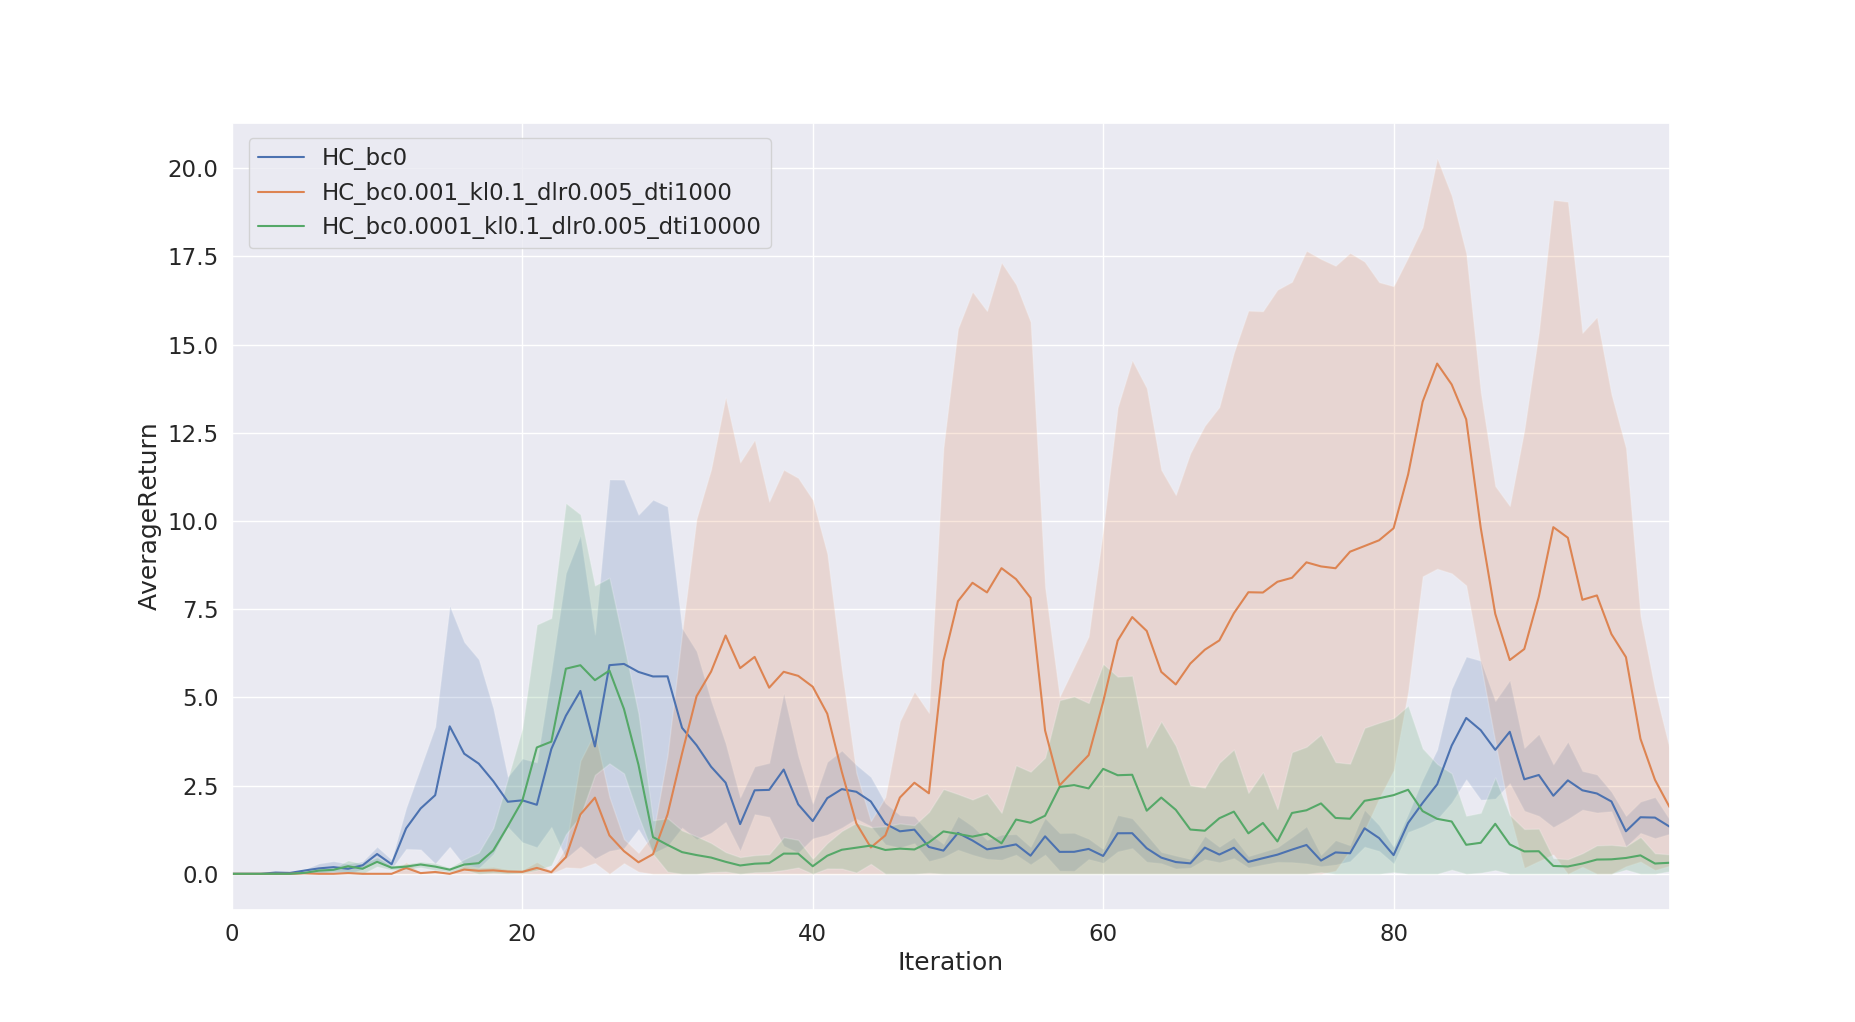 HC_bc0
HC_bc0.001_kl0.1_dlr0.005_dti1000
HC_bc0.0001_kl0.1_dlr0.005_dti10000
20.0
17.5
15.0
12.5
10.0
7.5
5.0
2.5
0.0
AverageReturn
0 20 40 60 80
Iteration